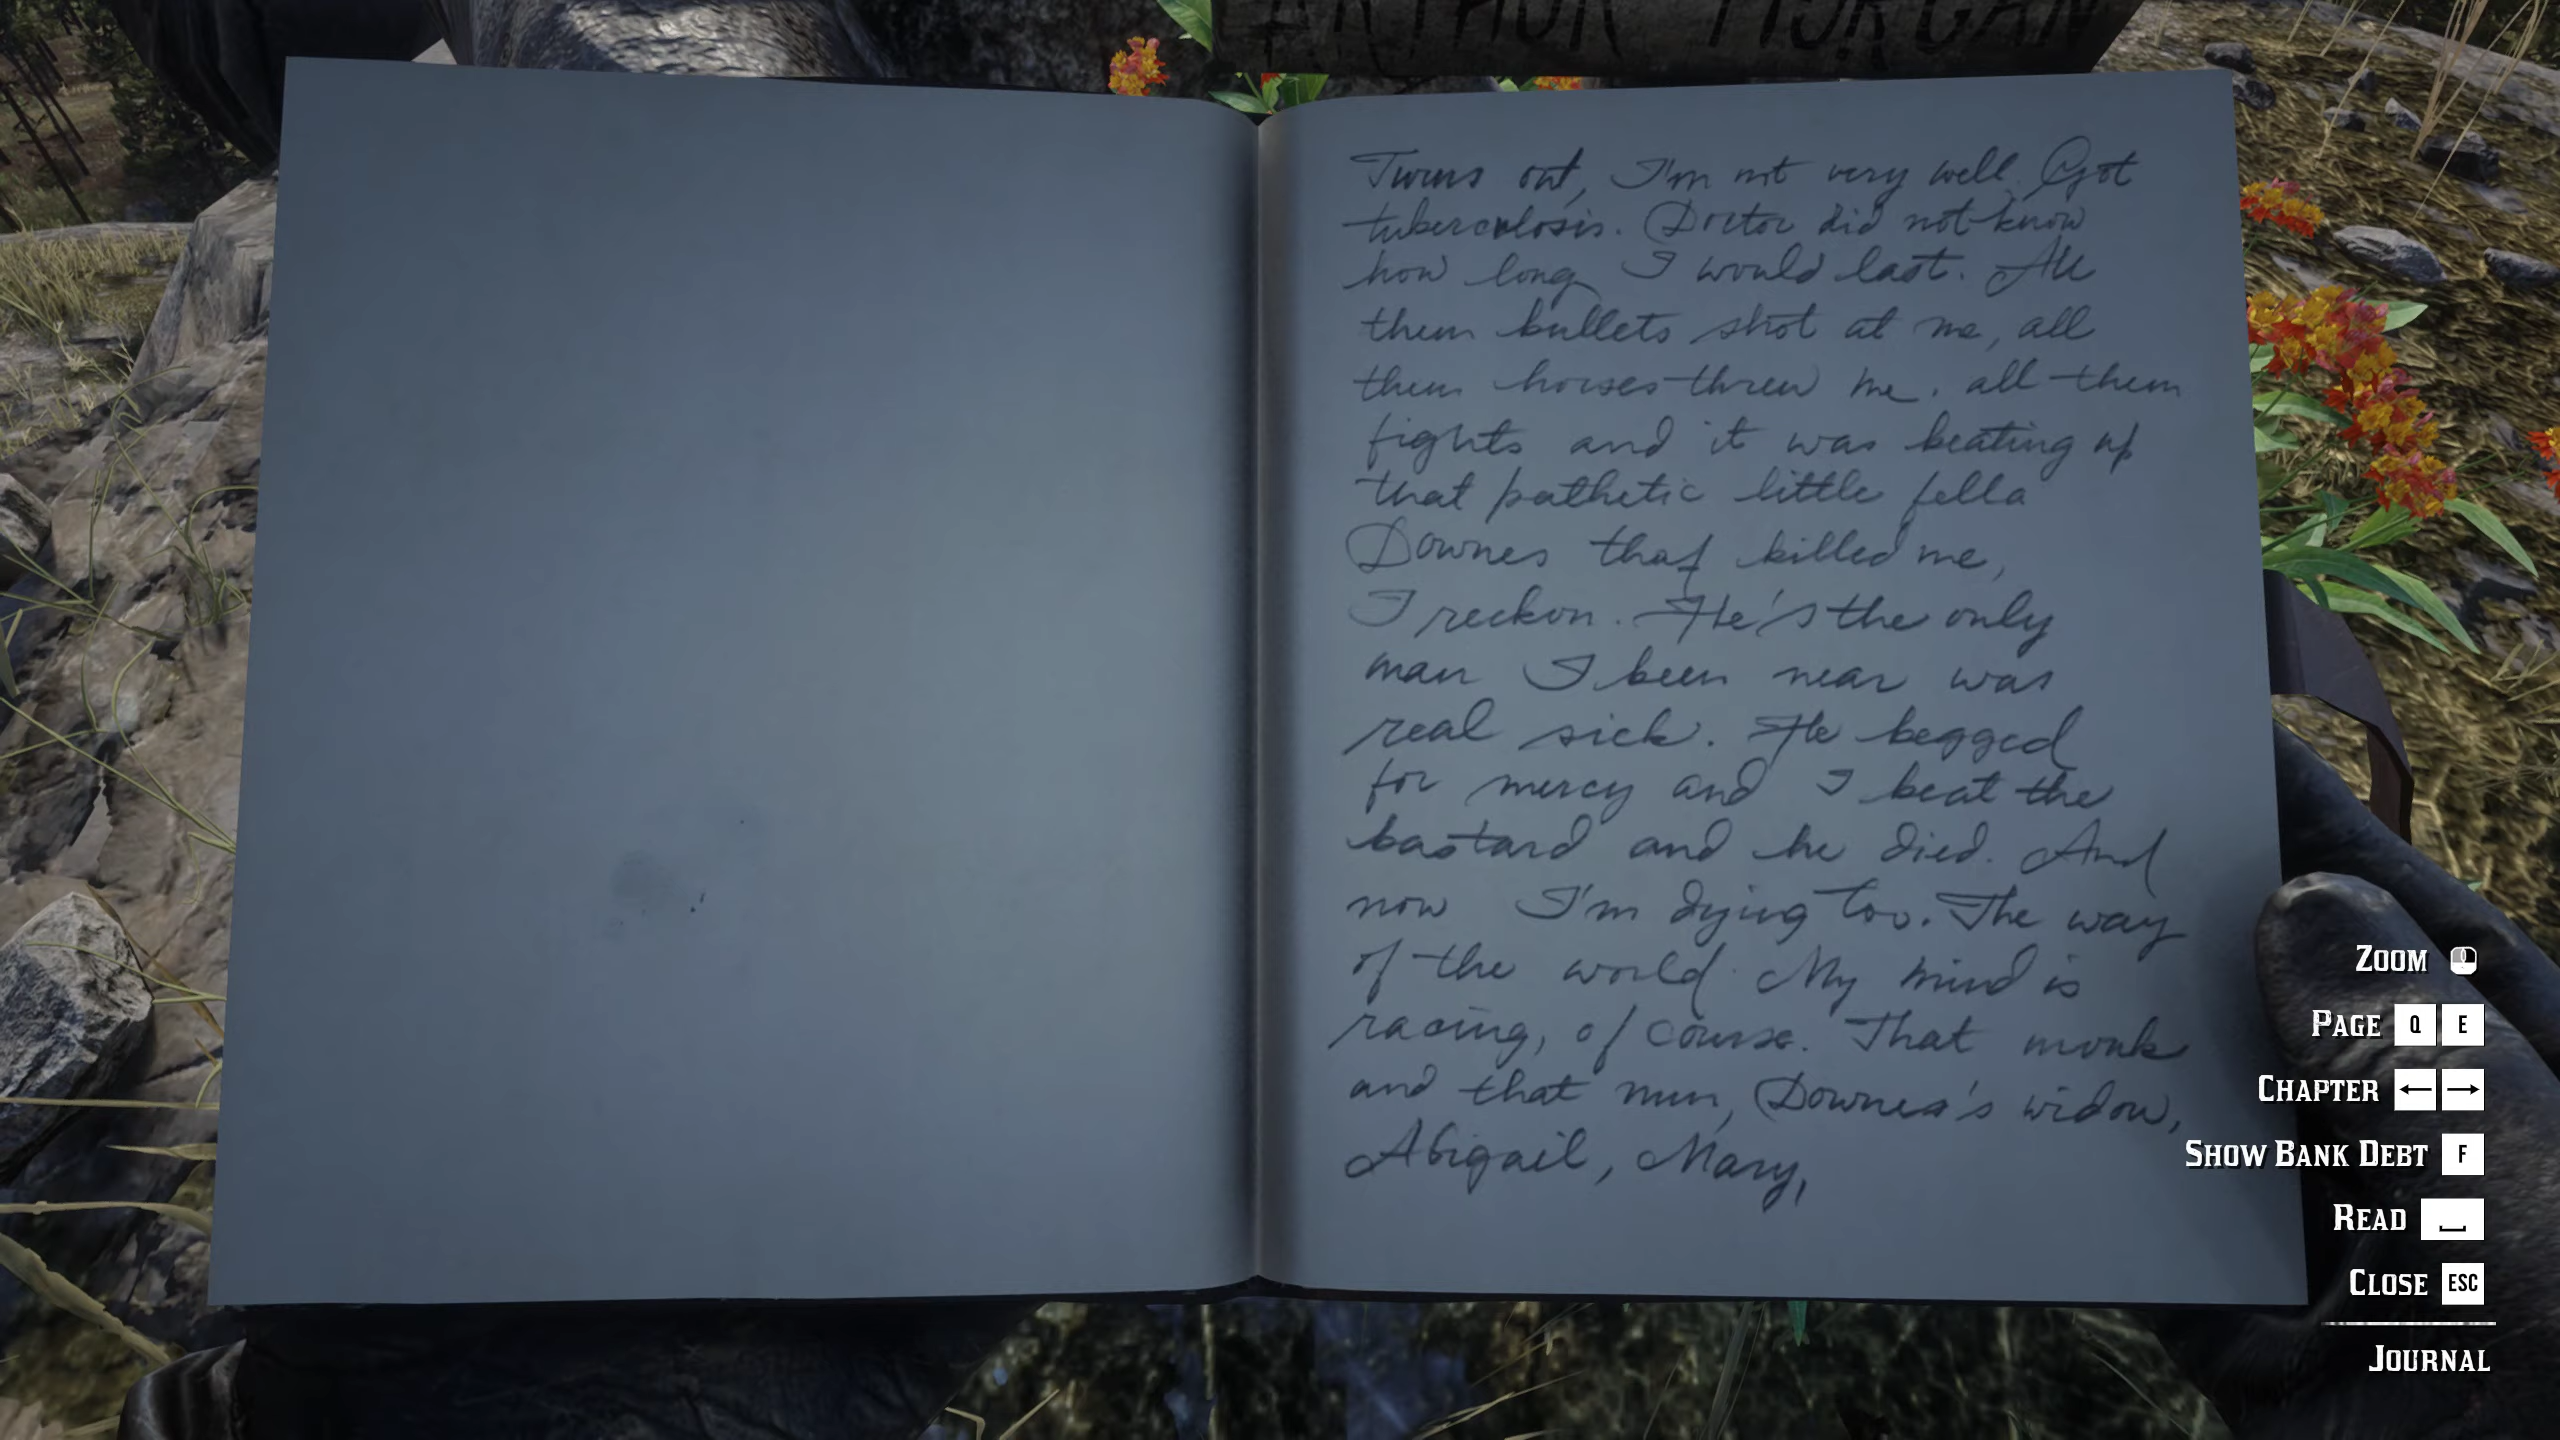 ARTHUR MORGAN
Turns out, I'm not very well. Got
tuberculosis. Doctor did not know
how long I would last. All
them bullets shot at me, all
them horses threw me, all them
fights and it was beating up
that pathetic little fella
Downes that killed me,
I reckon. He's the only
man I been near was
real sick. He begged
for mercy and I beat the
bastard and he died. And
now I'm dying too. The way
of the world. My mind is
racing, of course. That monk
and that nun, Downes's widow,
Abigail, Mary,
ZOOM
PAGE Q E
CHAPTER ← →
SHOW BANK DEBT F
READ
CLOSE ESC
JOURNAL